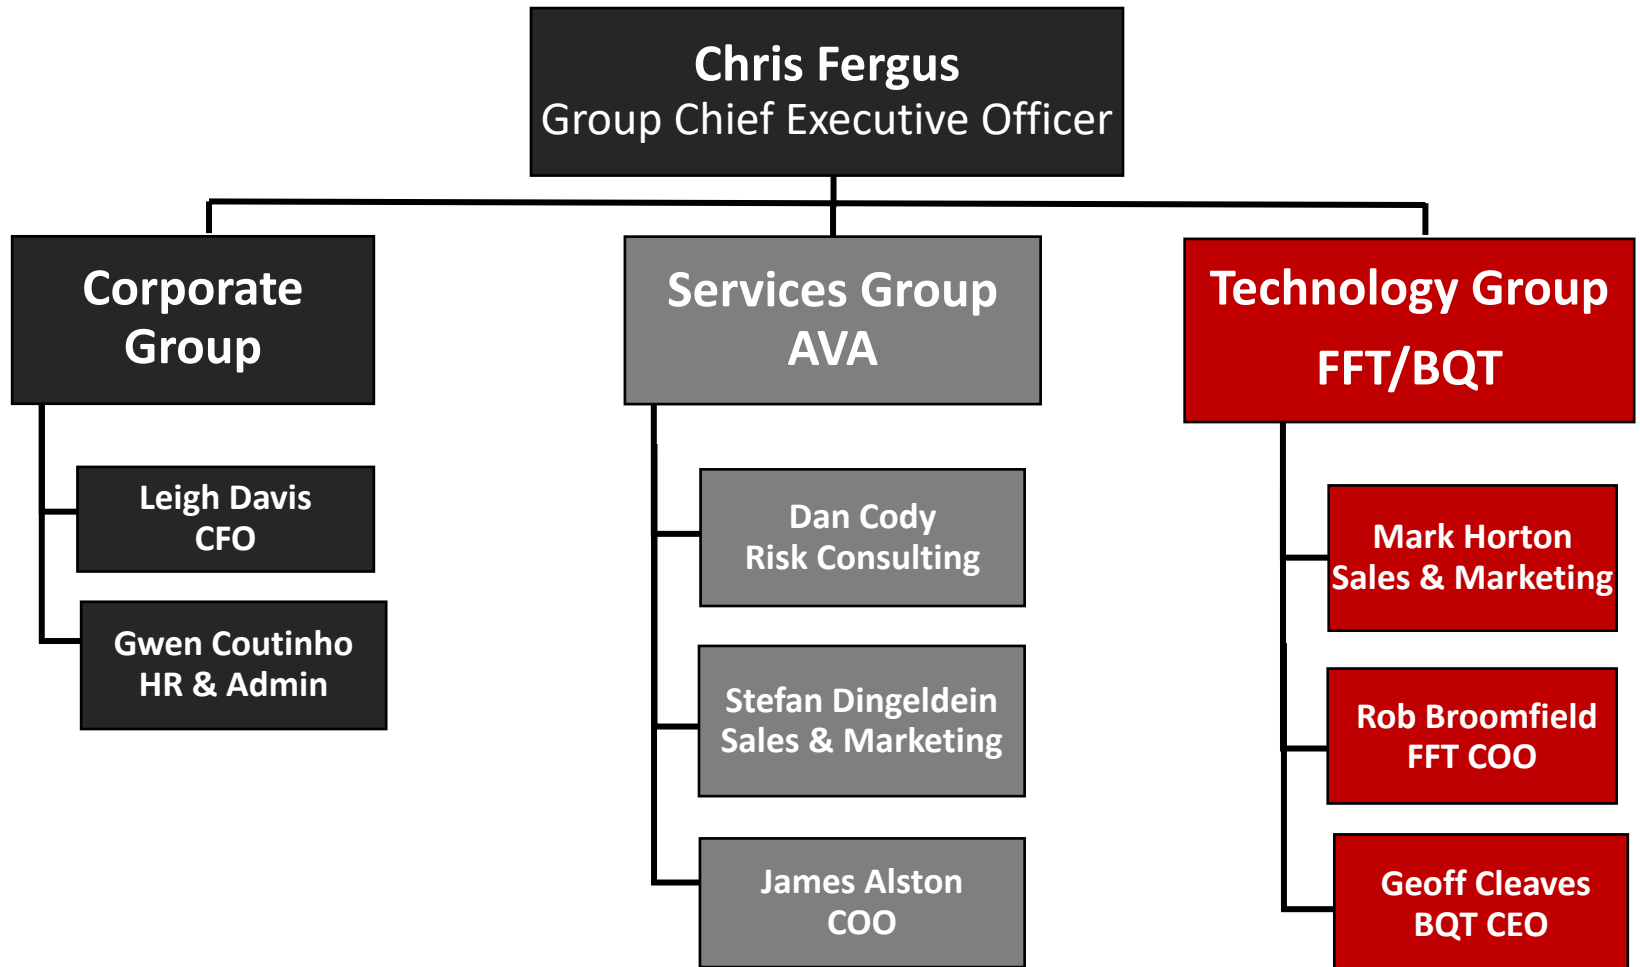 Chris Fergus
Group Chief Executive Officer
Corporate
Group
Leigh Davis
CFO
Gwen Coutinho
HR & Admin
Services Group
AVA
Dan Cody
Risk Consulting
Stefan Dingeldein
Sales & Marketing
James Alston
COO
Technology Group
FFT/BQT
Mark Horton
Sales & Marketing
Rob Broomfield
FFT COO
Geoff Cleaves
BQT CEO